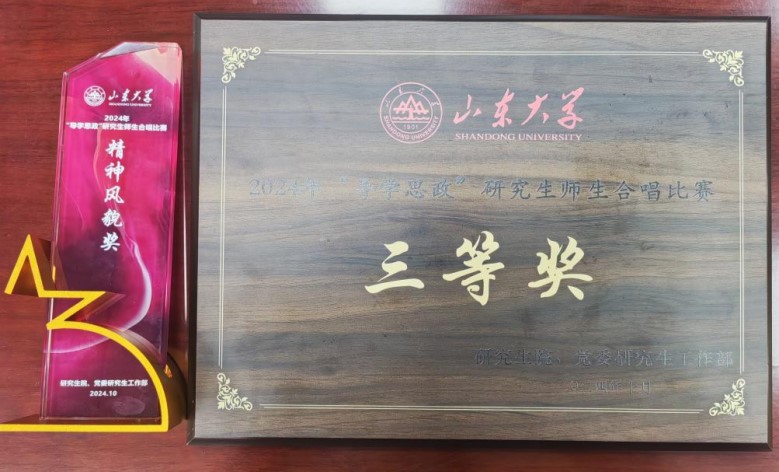 山东大学
SHANDONG UNIVERSITY
2024年
“导学思政”研究生师生合唱比赛
精神风貌奖
研究生院、党委研究生工作部
2024.10
1901
山东大学
SHANDONG UNIVERSITY
2024年“导学思政”研究生师生合唱比赛
三等奖
研究生院、党委研究生工作部